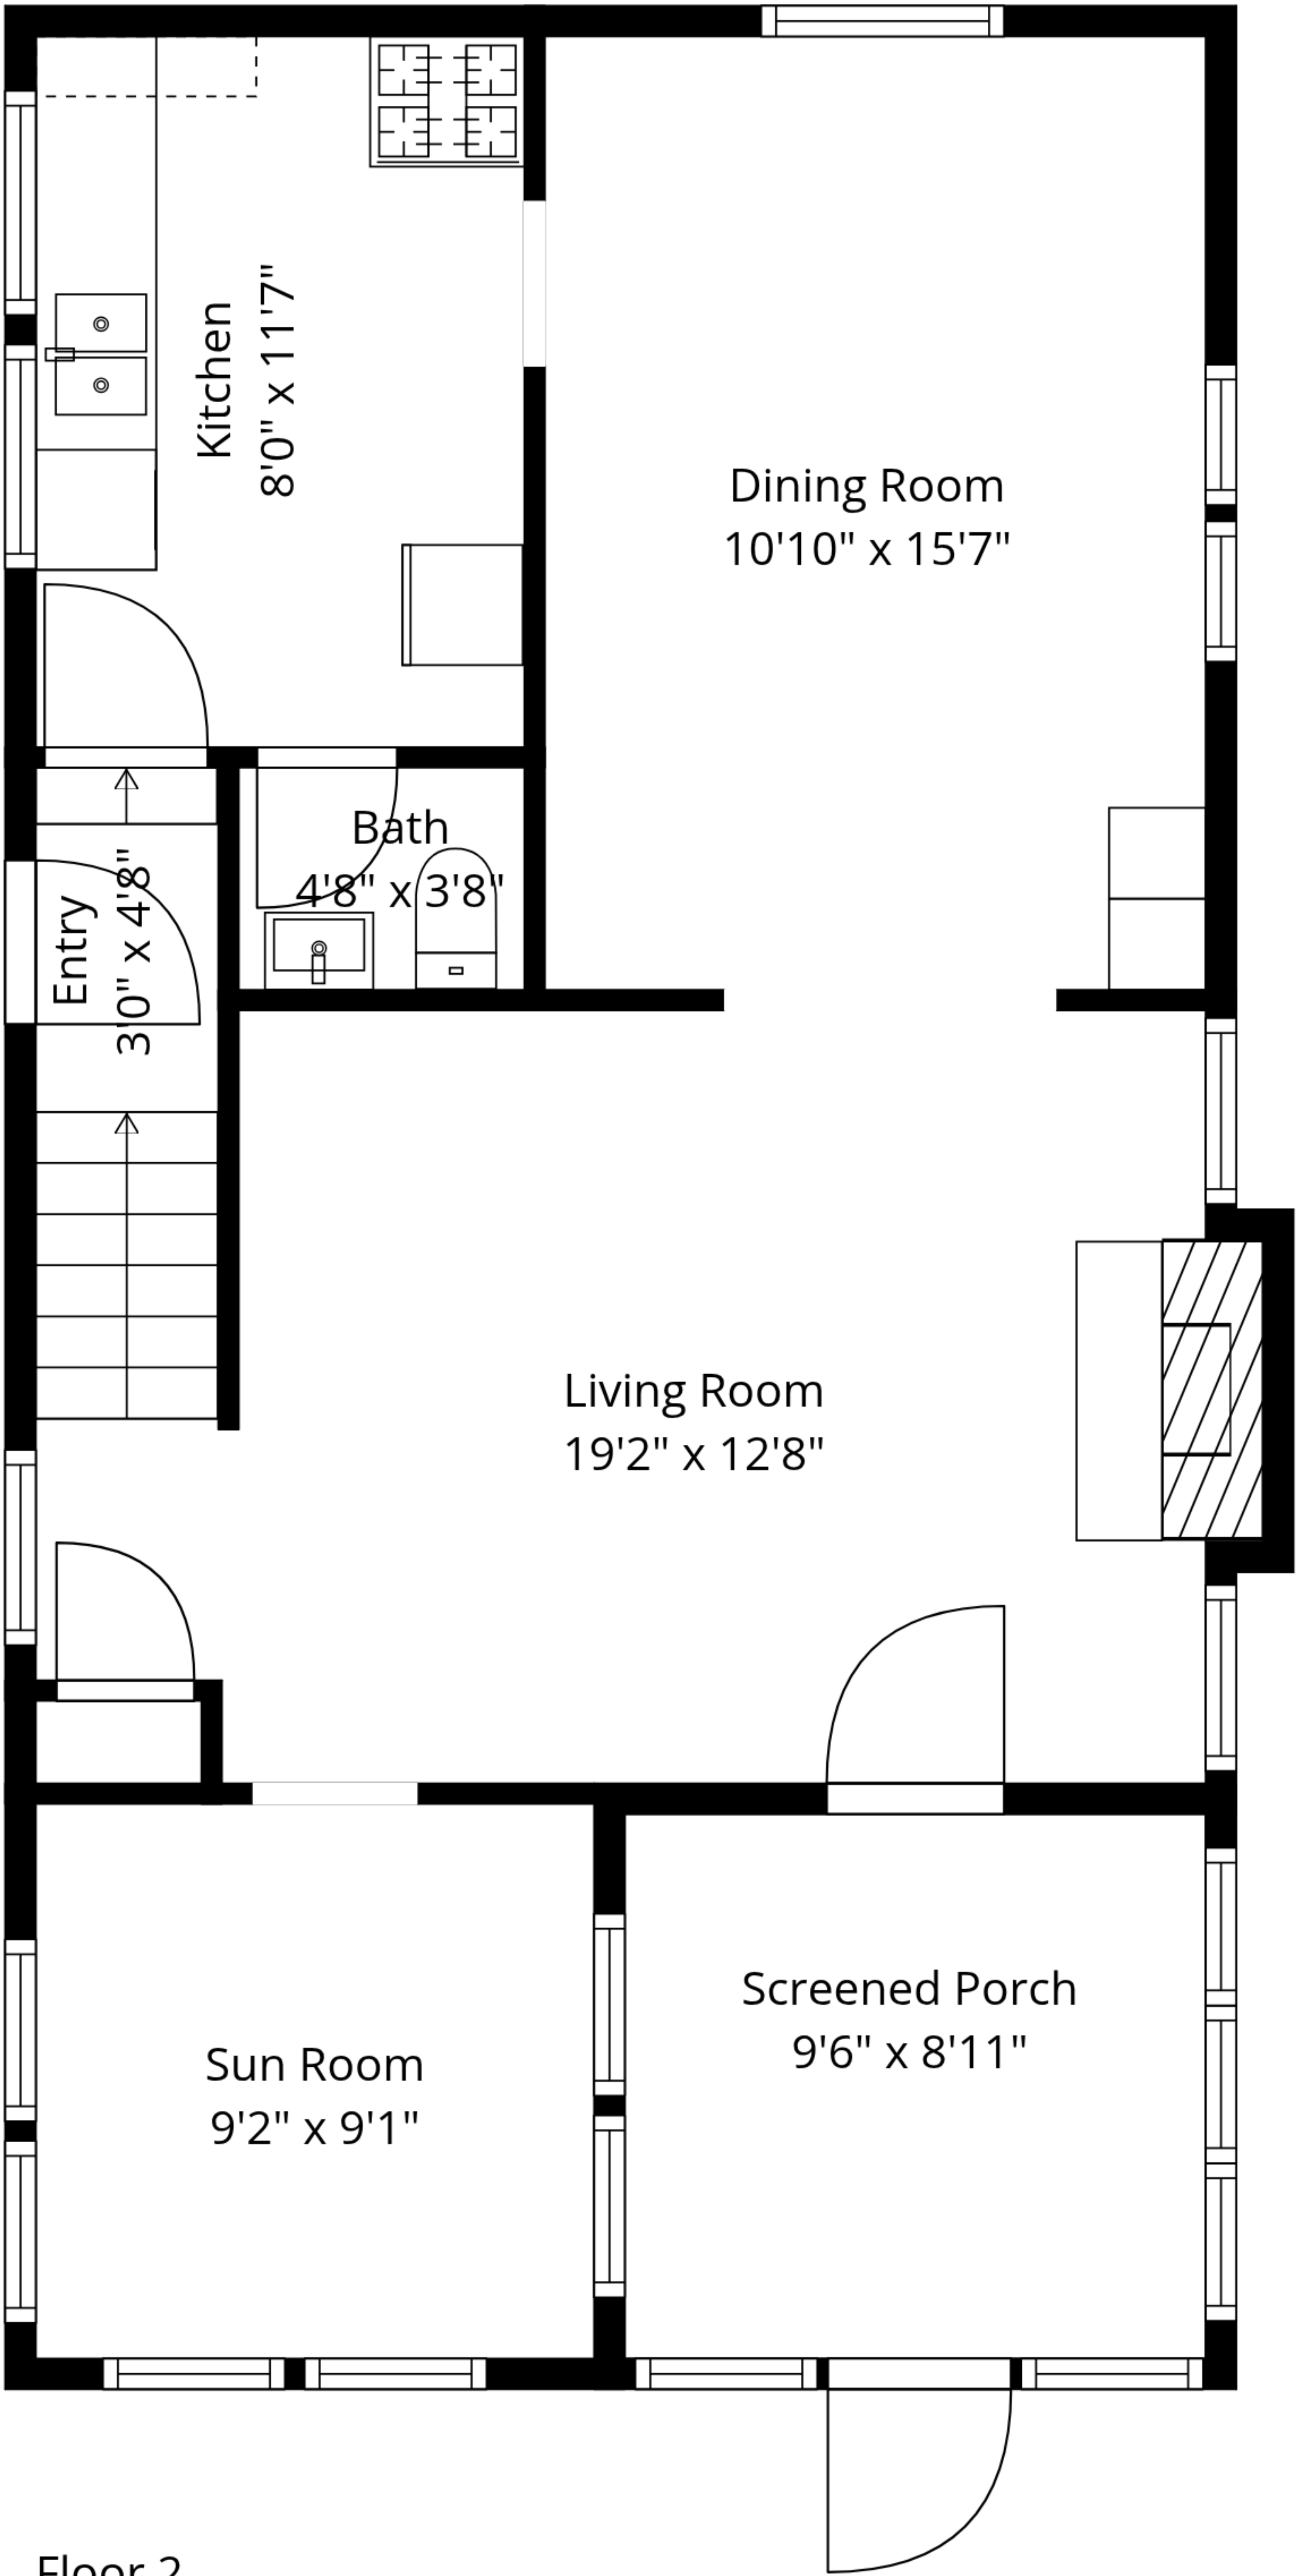 Kitchen
8'0" x 11'7"
Dining Room
10'10" x 15'7"
Bath
4'8" x 3'8"
Entry
3'0" x 4'8"
Living Room
19'2" x 12'8"
Screened Porch
9'6" x 8'11"
Sun Room
9'2" x 9'1"
Floor 2